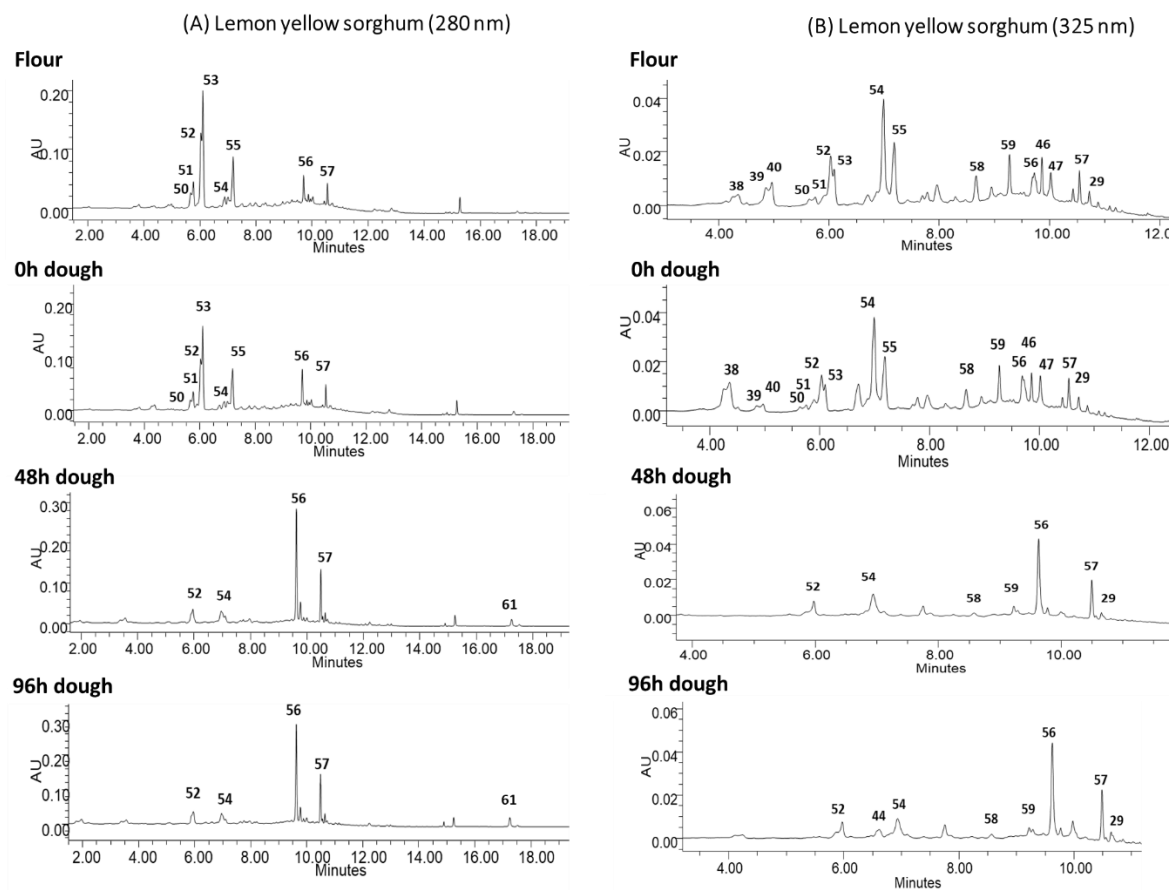 (A) Lemon yellow sorghum (280 nm)
Flour
0.20
0.10
0.00
AU
50
51
52
53
54
55
56
57
2.00 4.00 6.00 8.00 10.00 12.00 14.00 16.00 18.00
Minutes
0h dough
0.20
0.10
0.00
AU
50
51
52
53
54
55
56
57
2.00 4.00 6.00 8.00 10.00 12.00 14.00 16.00 18.00
Minutes
48h dough
0.30
0.20
0.10
0.00
AU
52
54
56
57
61
2.00 4.00 6.00 8.00 10.00 12.00 14.00 16.00 18.00
Minutes
96h dough
0.30
0.20
0.10
0.00
AU
52
54
56
57
61
2.00 4.00 6.00 8.00 10.00 12.00 14.00 16.00 18.00
Minutes
(B) Lemon yellow sorghum (325 nm)
Flour
0.04
0.02
0.00
AU
38
39
40
50
51
52
53
54
55
58
59
56
46
47
57
29
4.00 6.00 8.00 10.00 12.0
Minutes
0h dough
0.04
0.02
0.00
AU
38
39
40
50
51
52
53
54
55
58
59
56
46
47
57
29
4.00 6.00 8.00 10.00 12.00
Minutes
48h dough
0.06
0.04
0.02
0.00
AU
52
54
58
59
56
57
29
4.00 6.00 8.00 10.00
Minutes
96h dough
0.06
0.04
0.02
0.00
AU
52
44
54
58
59
56
57
29
4.00 6.00 8.00 10.00
Minutes